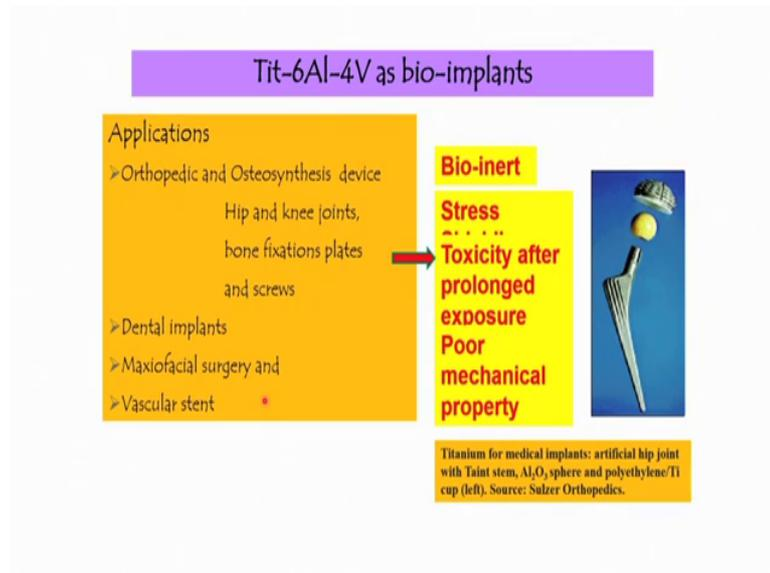 Tit-6Al-4V as bio-implants
Applications
➢Orthopedic and Osteosynthesis device
Hip and knee joints,
bone fixations plates
and screws
➢Dental implants
➢Maxiofacial surgery and
➢Vascular stent
Bio-inert
Stress
Toxicity after
prolonged
exposure
Poor
mechanical
property
Titanium for medical implants: artificial hip joint
with Taint stem, Al₂O₃ sphere and polyethylene/Ti
cup (left). Source: Sulzer Orthopedics.